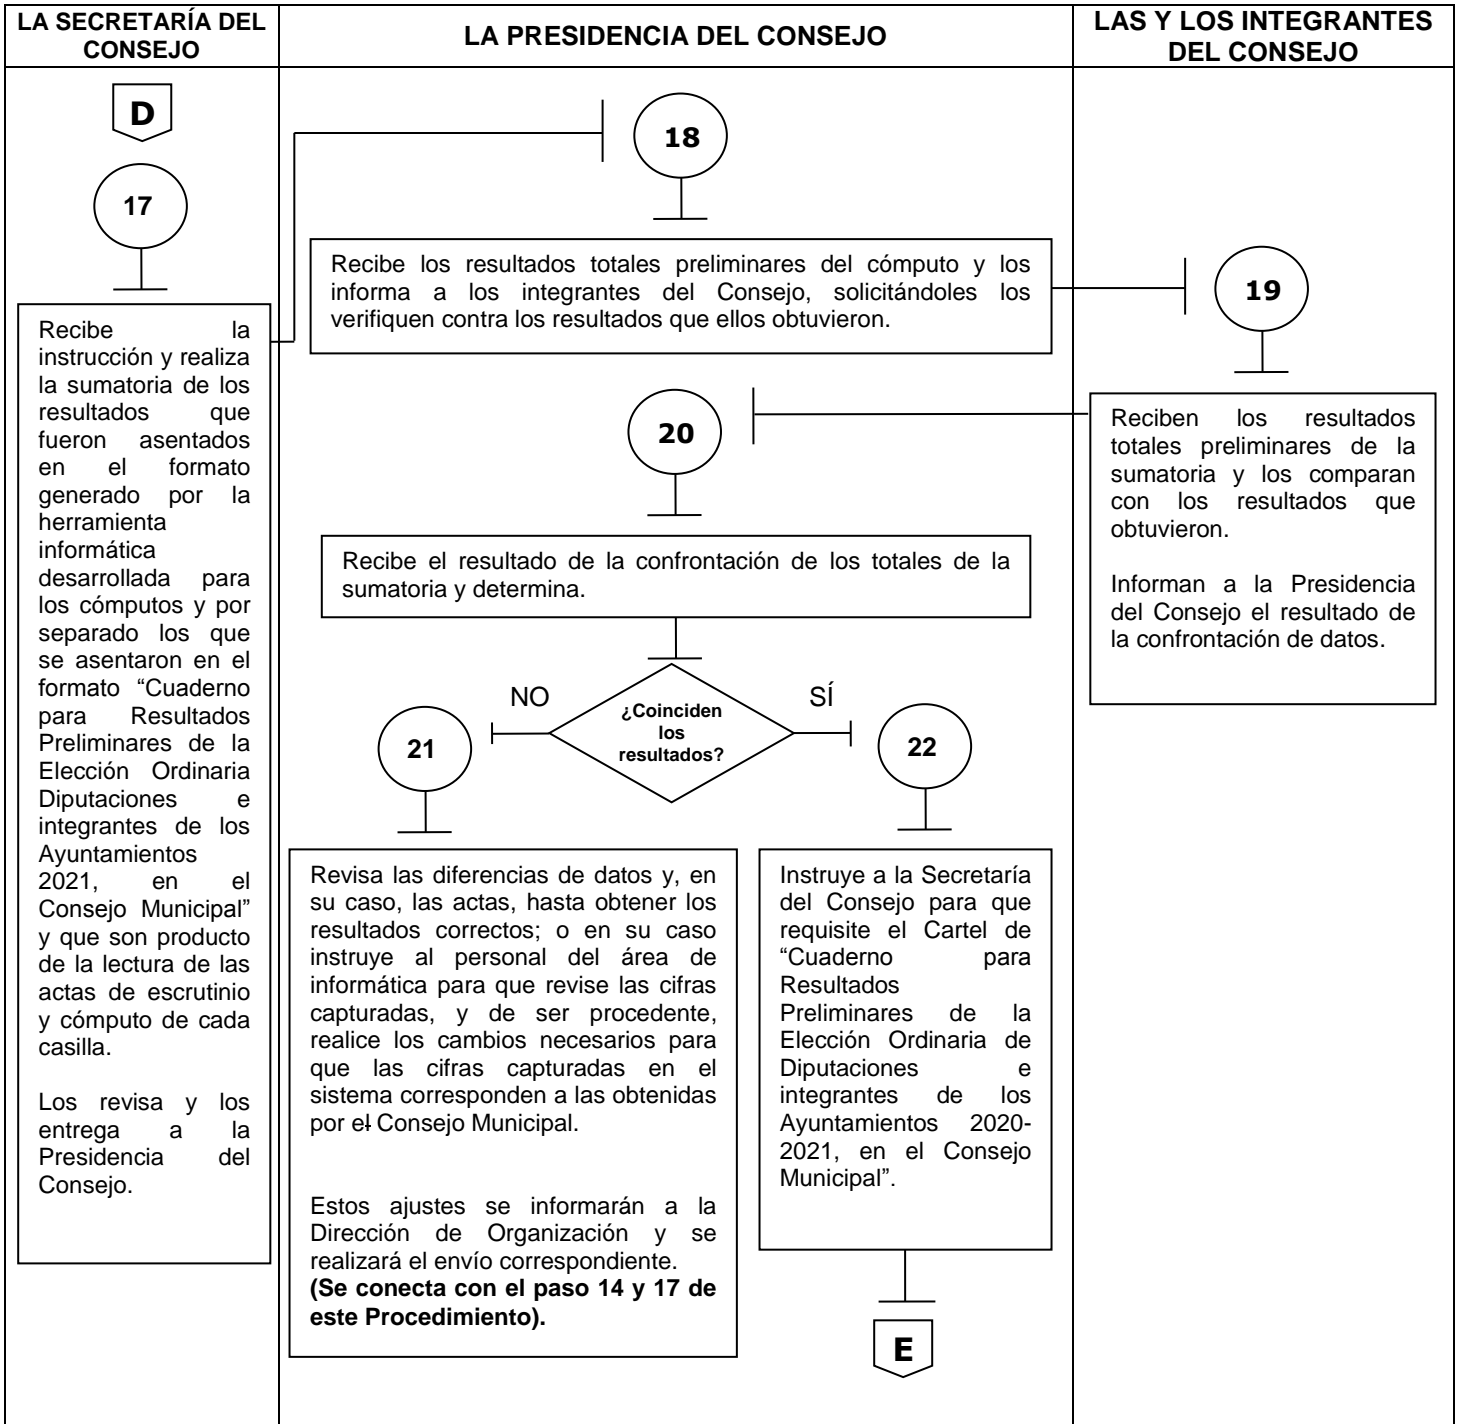 LA SECRETARÍA DEL
CONSEJO
LA PRESIDENCIA DEL CONSEJO
LAS Y LOS INTEGRANTES
DEL CONSEJO
D
17
Recibe la
instrucción y realiza
la sumatoria de los
resultados que
fueron asentados
en el formato
generado por la
herramienta
informática
desarrollada para
los cómputos y por
separado los que
se asentaron en el
formato “Cuaderno
para Resultados
Preliminares de la
Elección Ordinaria
Diputaciones e
integrantes de los
Ayuntamientos
2021, en el
Consejo Municipal”
y que son producto
de la lectura de las
actas de escrutinio
y cómputo de cada
casilla.
Los revisa y los
entrega a la
Presidencia del
Consejo.
18
Recibe los resultados totales preliminares del cómputo y los
informa a los integrantes del Consejo, solicitándoles los
verifiquen contra los resultados que ellos obtuvieron.
19
Reciben los resultados
totales preliminares de la
sumatoria y los comparan
con los resultados que
obtuvieron.
Informan a la Presidencia
del Consejo el resultado de
la confrontación de datos.
20
Recibe el resultado de la confrontación de los totales de la
sumatoria y determina.
¿Coinciden
los
resultados?
NO
SÍ
21
Revisa las diferencias de datos y, en
su caso, las actas, hasta obtener los
resultados correctos; o en su caso
instruye al personal del área de
informática para que revise las cifras
capturadas, y de ser procedente,
realice los cambios necesarios para
que las cifras capturadas en el
sistema corresponden a las obtenidas
por el Consejo Municipal.
Estos ajustes se informarán a la
Dirección de Organización y se
realizará el envío correspondiente.
(Se conecta con el paso 14 y 17 de
este Procedimiento).
22
Instruye a la Secretaría
del Consejo para que
requisite el Cartel de
“Cuaderno para
Resultados
Preliminares de la
Elección Ordinaria de
Diputaciones e
integrantes de los
Ayuntamientos 2020-
2021, en el Consejo
Municipal”.
E